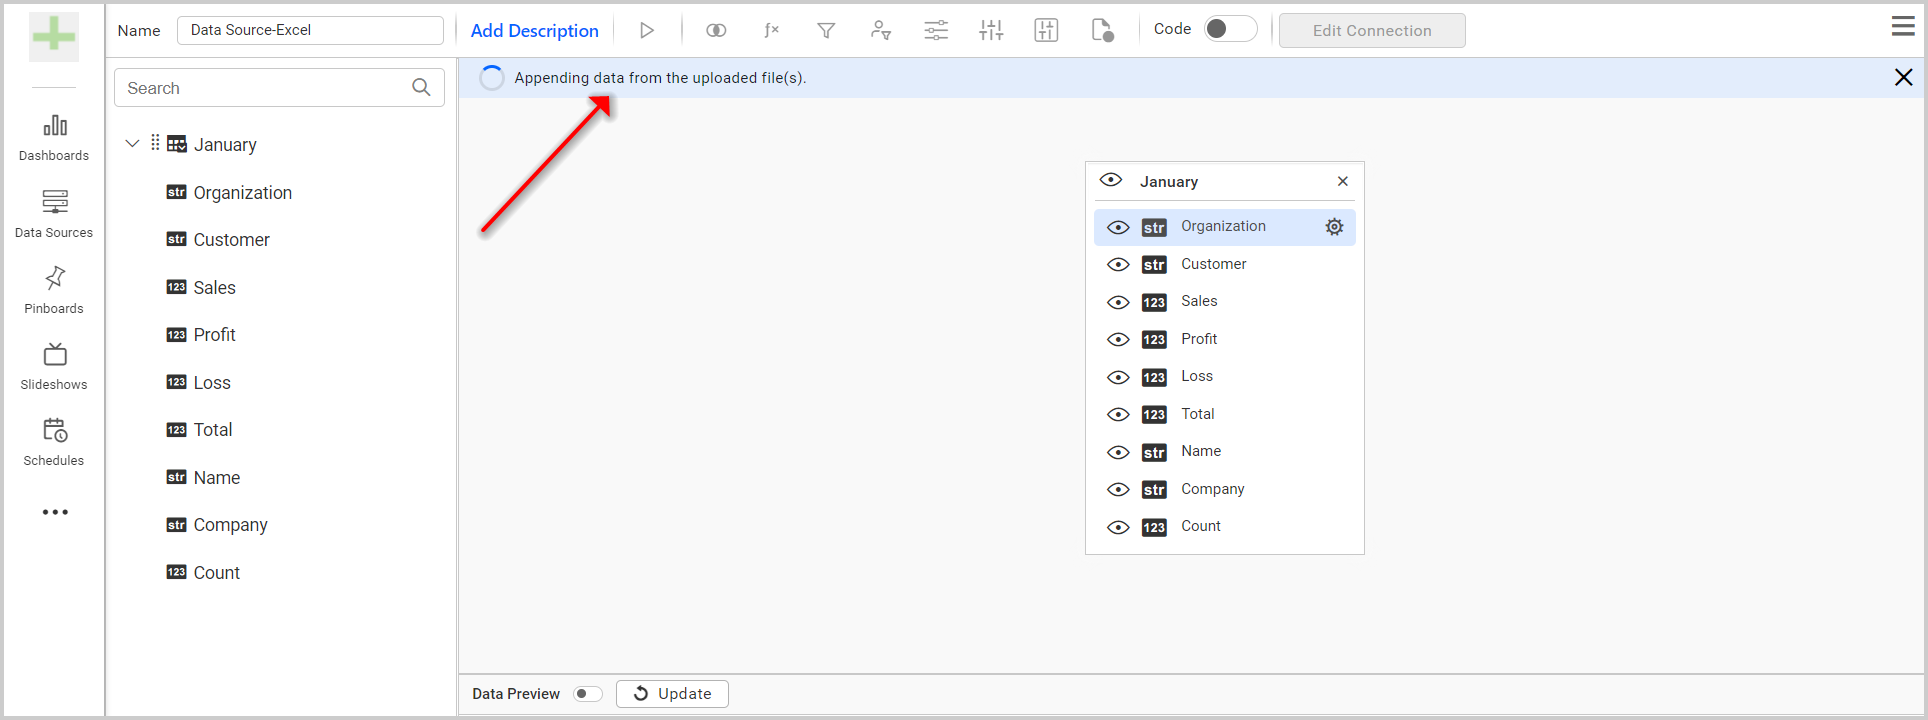 Name Data Source-Excel Add Description ƒx Code Edit Connection
Dashboards
Data Sources
Pinboards
Slideshows
Schedules
Search
January
str Organization
str Customer
123 Sales
123 Profit
123 Loss
123 Total
str Name
str Company
123 Count
Appending data from the uploaded file(s).
January
str Organization
str Customer
123 Sales
123 Profit
123 Loss
123 Total
str Name
str Company
123 Count
Data Preview Update